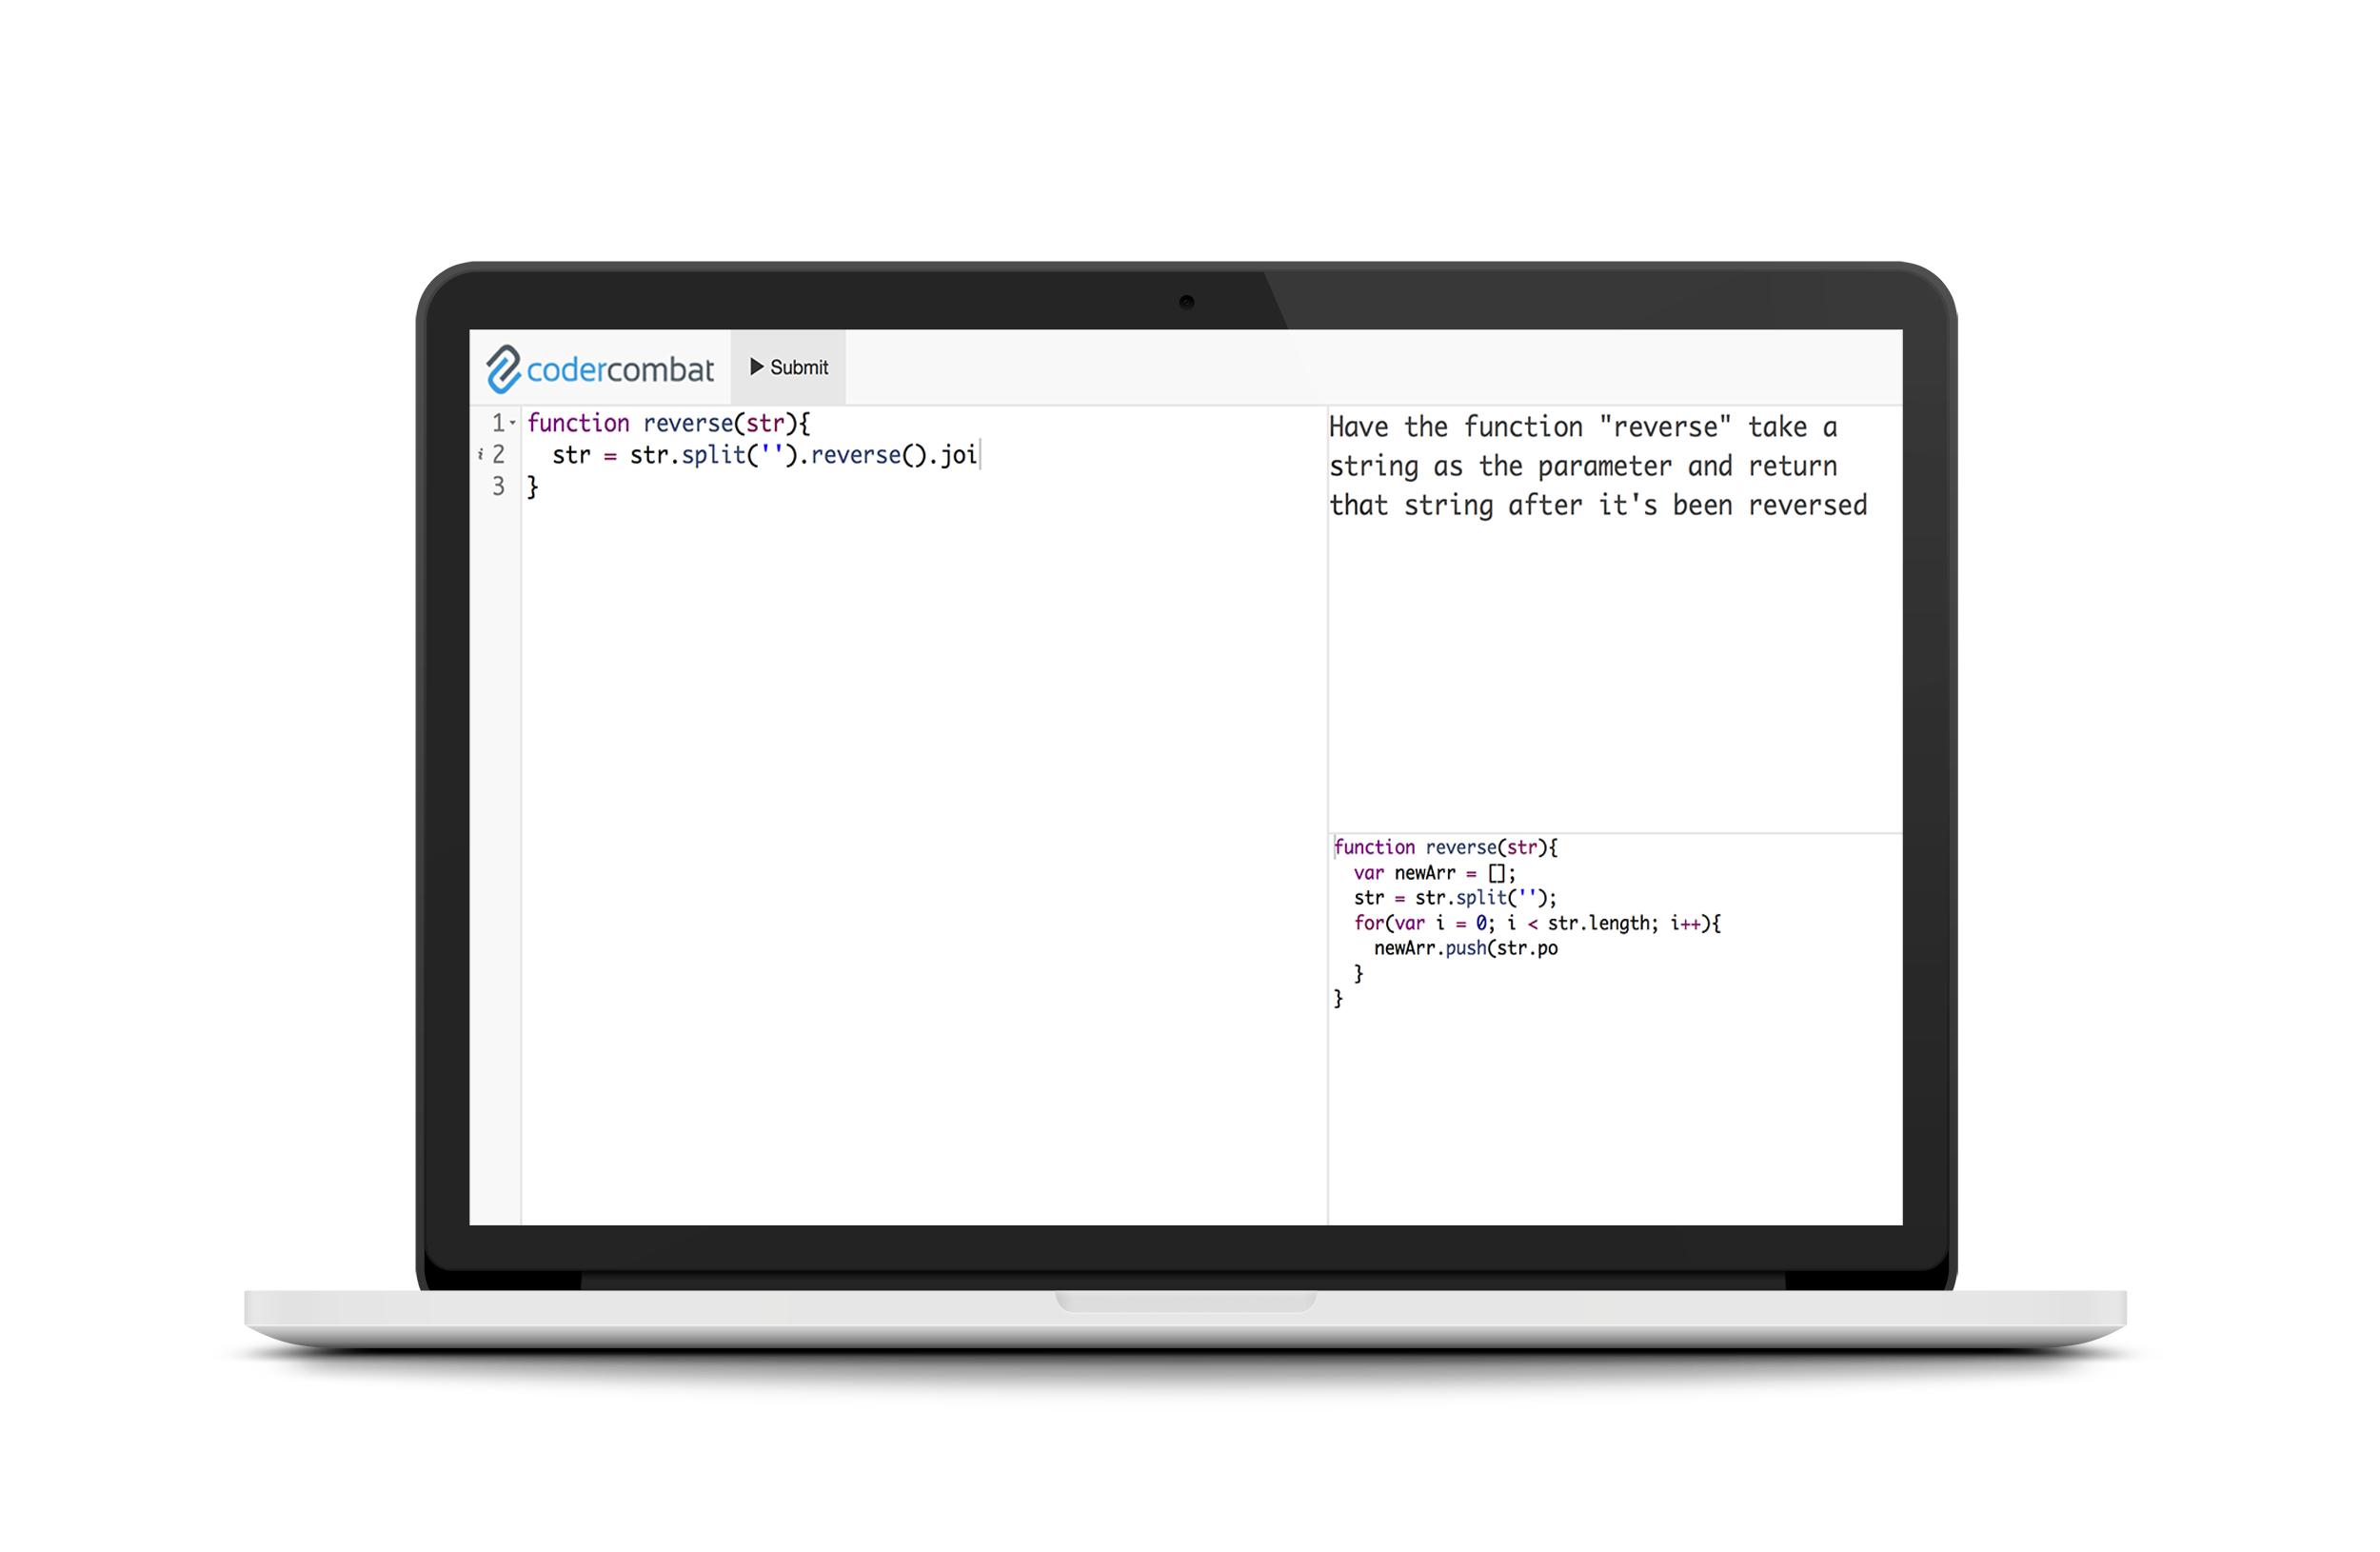 codercombat
Submit
1 function reverse(str){
i 2   str = str.split('').reverse().joi
3 }
Have the function "reverse" take a
string as the parameter and return
that string after it's been reversed
function reverse(str){
  var newArr = [];
  str = str.split('');
  for(var i = 0; i < str.length; i++){
    newArr.push(str.po
  }
}